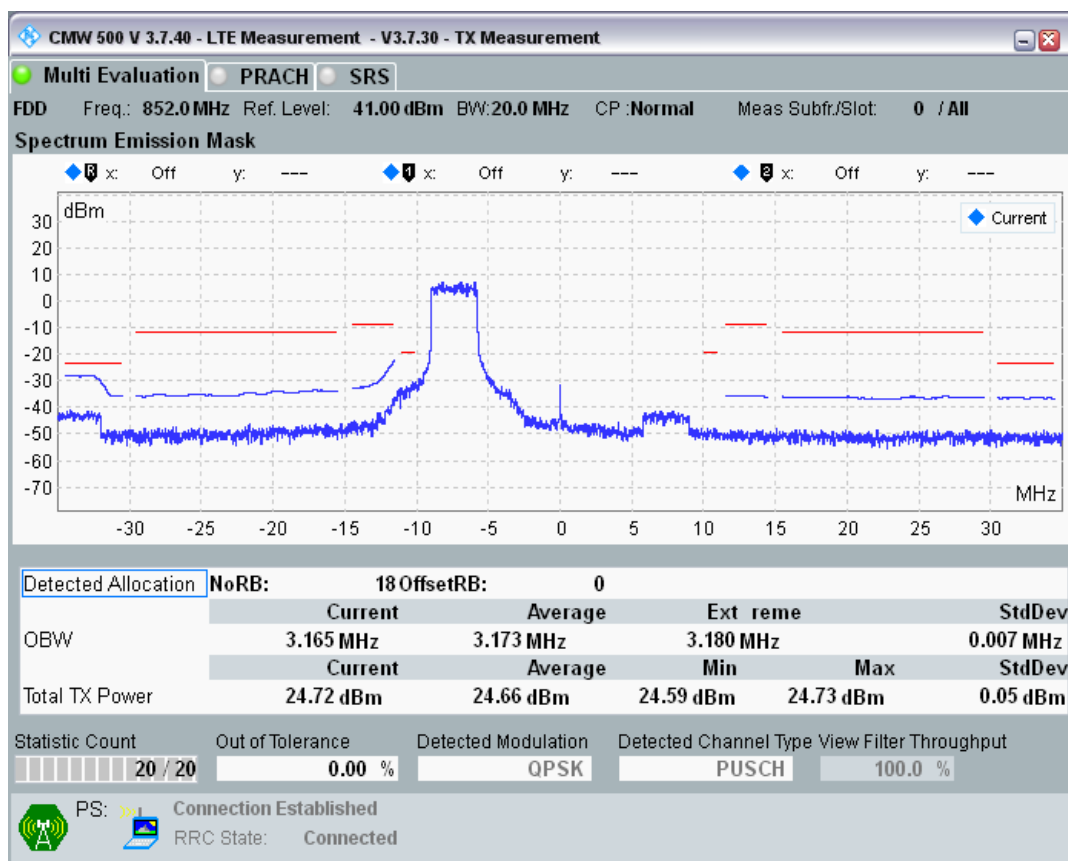 CMW 500 V 3.7.40 - LTE Measurement - V3.7.30 - TX Measurement
Multi Evaluation PRACH SRS
FDD Freq.: 852.0 MHz Ref. Level: 41.00 dBm BW:20.0 MHz CP :Normal Meas Subfr./Slot: 0 / All
Spectrum Emission Mask
R x: Off y: --- 1 x: Off y: --- 2 x: Off y: ---
dBm
Current
30
20
10
0
-10
-20
-30
-40
-50
-60
-70
MHz
-30 -25 -20 -15 -10 -5 0 5 10 15 20 25 30
Detected Allocation NoRB: 18 OffsetRB: 0
Current Average Ext reme StdDev
OBW 3.165 MHz 3.173 MHz 3.180 MHz 0.007 MHz
Current Average Min Max StdDev
Total TX Power 24.72 dBm 24.66 dBm 24.59 dBm 24.73 dBm 0.05 dBm
Statistic Count Out of Tolerance Detected Modulation Detected Channel Type View Filter Throughput
20 / 20 0.00 % QPSK PUSCH 100.0 %
PS: Connection Established
RRC State: Connected